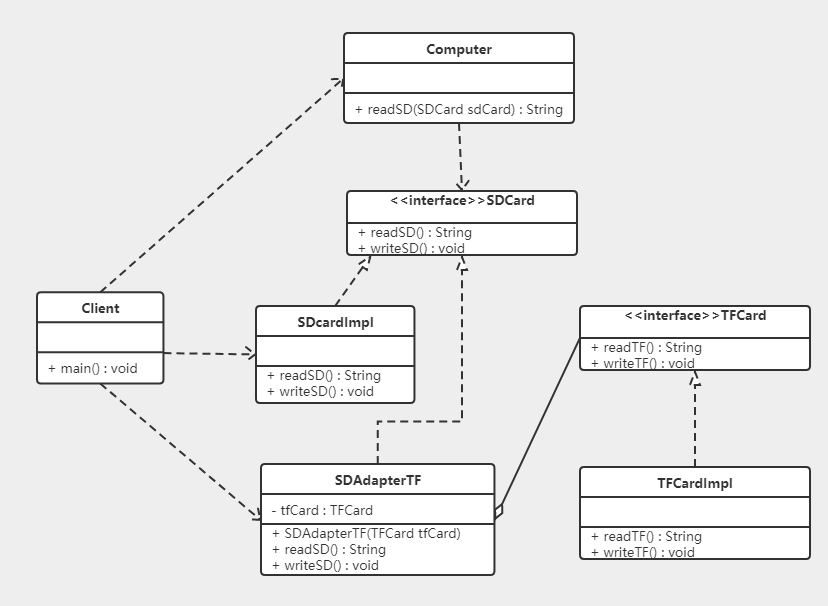 Computer
+ readSD(SDCard sdCard) : String
<<interface>>SDCard
+ readSD() : String
+ writeSD() : void
Client
+ main() : void
SDcardImpl
+ readSD() : String
+ writeSD() : void
<<interface>>TFCard
+ readTF() : String
+ writeTF() : void
SDAdapterTF
- tfCard : TFCard
+ SDAdapterTF(TFCard tfCard)
+ readSD() : String
+ writeSD() : void
TFCardImpl
+ readTF() : String
+ writeTF() : void